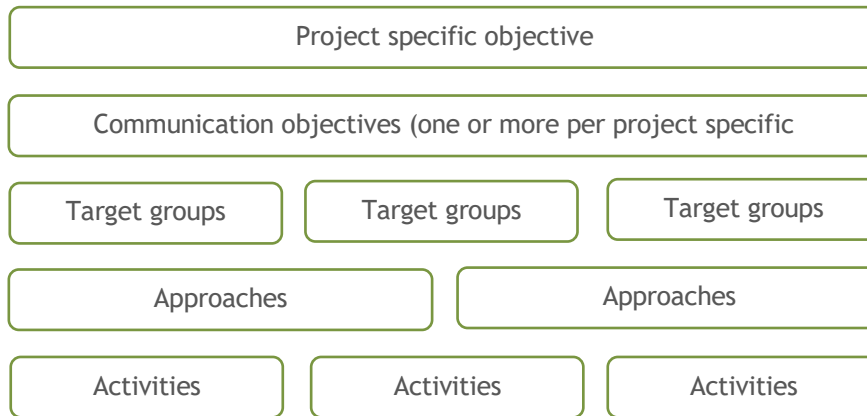 Project specific objective
Communication objectives (one or more per project specific
Target groups Target groups Target groups
Approaches Approaches
Activities Activities Activities